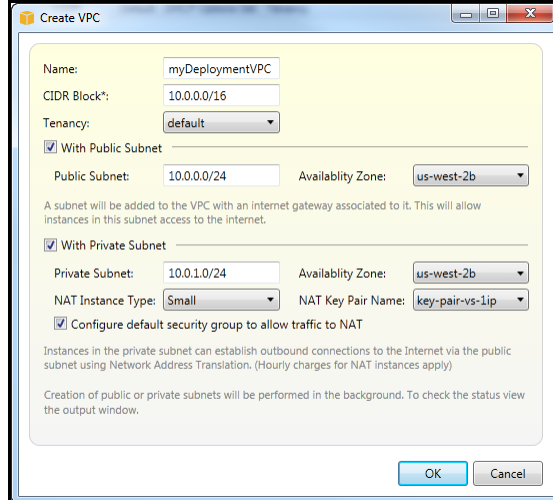 Create VPC
Name: myDeploymentVPC
CIDR Block*: 10.0.0.0/16
Tenancy: default
With Public Subnet
Public Subnet: 10.0.0.0/24 Availablity Zone: us-west-2b
A subnet will be added to the VPC with an internet gateway associated to it. This will allow
instances in this subnet access to the internet.
With Private Subnet
Private Subnet: 10.0.1.0/24 Availablity Zone: us-west-2b
NAT Instance Type: Small NAT Key Pair Name: key-pair-vs-1ip
Configure default security group to allow traffic to NAT
Instances in the private subnet can establish outbound connections to the Internet via the public
subnet using Network Address Translation. (Hourly charges for NAT instances apply)
Creation of public or private subnets will be performed in the background. To check the status view
the output window.
OK Cancel